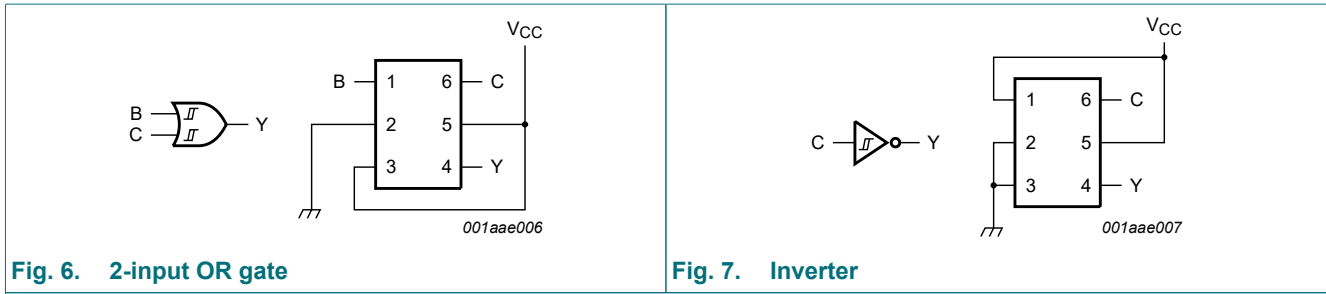 VCC
B 1 6 C
B
C
Y
2 5
3 4 Y
001aae006
Fig. 6. 2-input OR gate
VCC
1 6 C
C Y
2 5
3 4 Y
001aae007
Fig. 7. Inverter